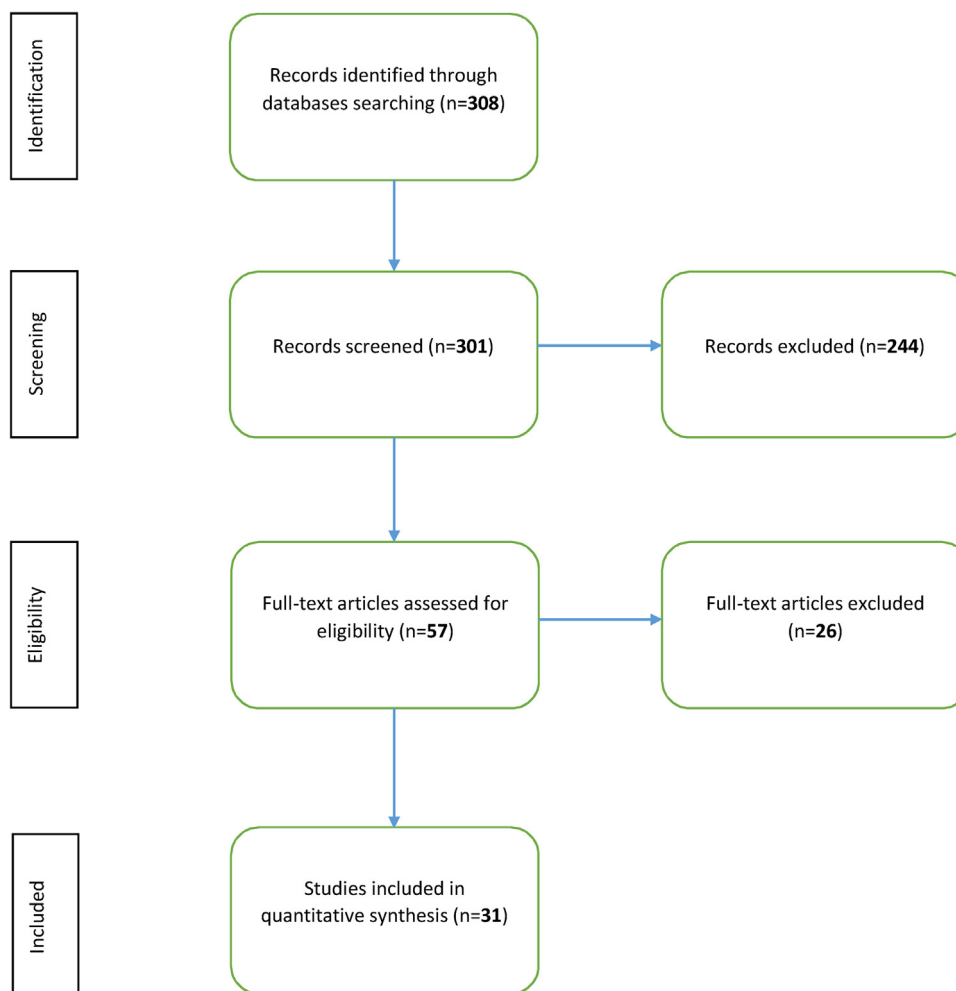 Identification
Records identified through
databases searching (n=308)
Screening
Records screened (n=301)
Records excluded (n=244)
Eligibility
Full-text articles assessed for
eligibility (n=57)
Full-text articles excluded
(n=26)
Included
Studies included in
quantitative synthesis (n=31)